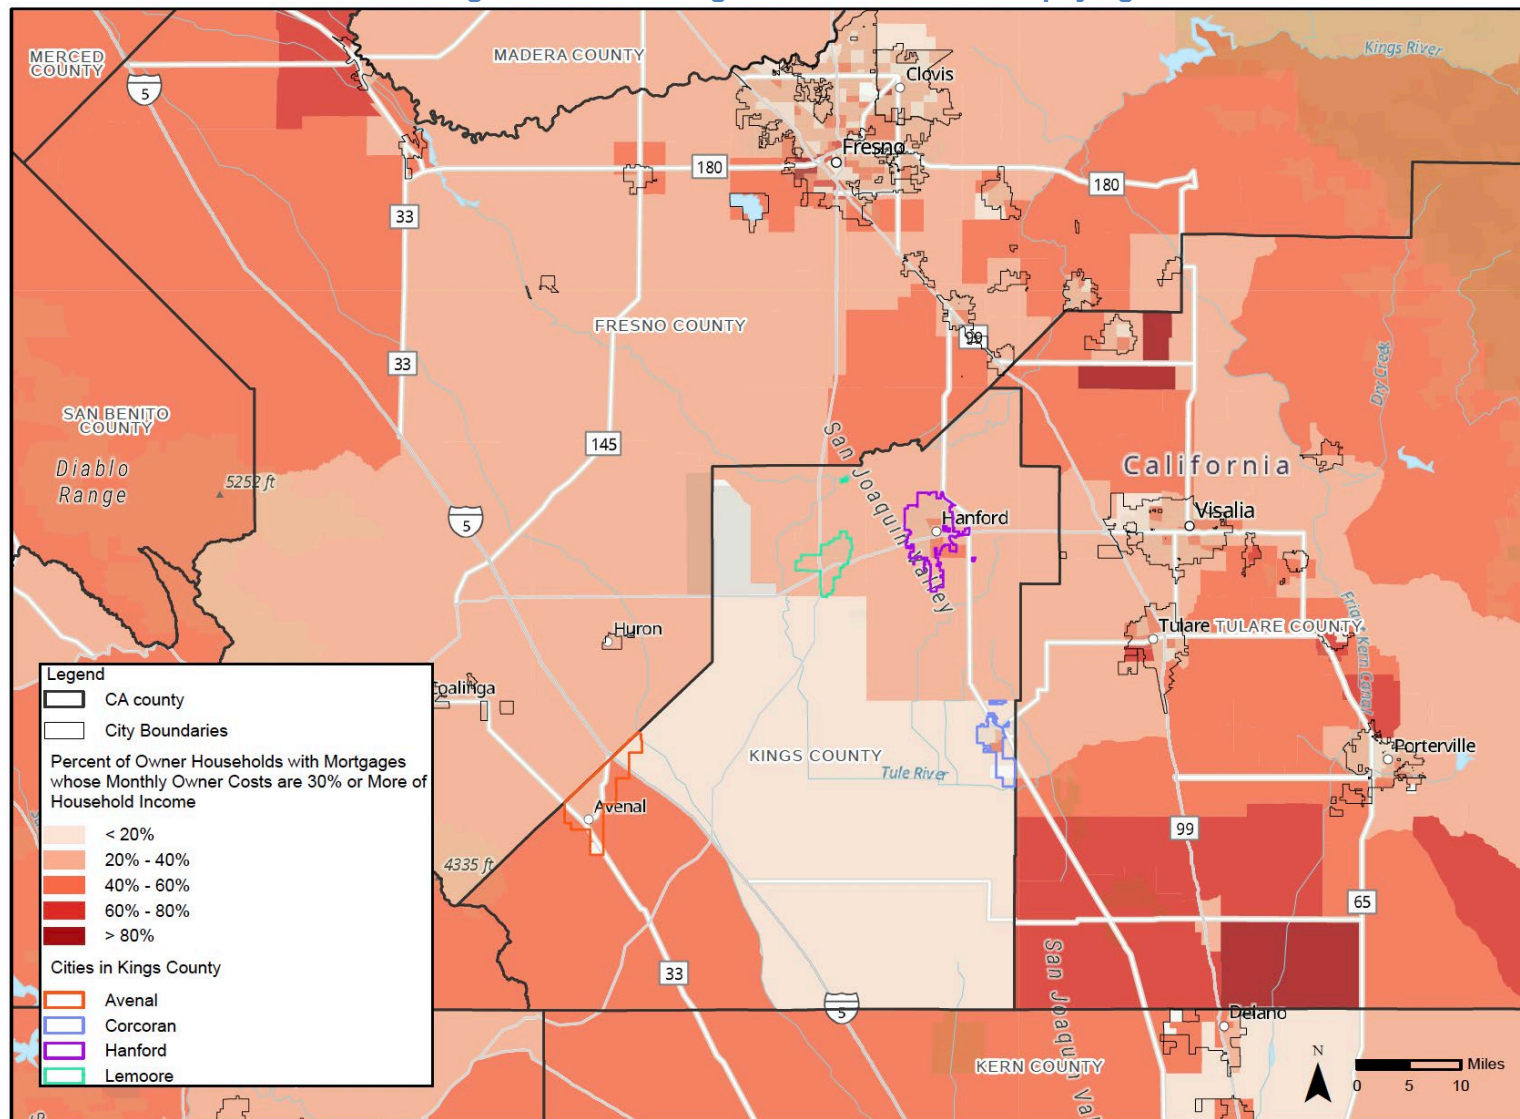 MERCED
COUNTY
MADERA COUNTY
Kings River
Clovis
5
Fresno
180
180
33
FRESNO COUNTY
99
33
Dry Creek
SAN BENITO
COUNTY
Diablo
Range
5252 ft
145
San Joaquin Valley
California
Visalia
5
Hanford
Friant Kern Canal
Huron
Tulare
TULARE COUNTY
Coalinga
KINGS COUNTY
Tule River
Porterville
Avenal
99
4335 ft
65
33
5
San Joaquin Val
Delano
KERN COUNTY
Legend
CA county
City Boundaries
Percent of Owner Households with Mortgages
whose Monthly Owner Costs are 30% or More of
Household Income
< 20%
20% - 40%
40% - 60%
60% - 80%
> 80%
Cities in Kings County
Avenal
Corcoran
Hanford
Lemoore
N
Miles
0 5 10